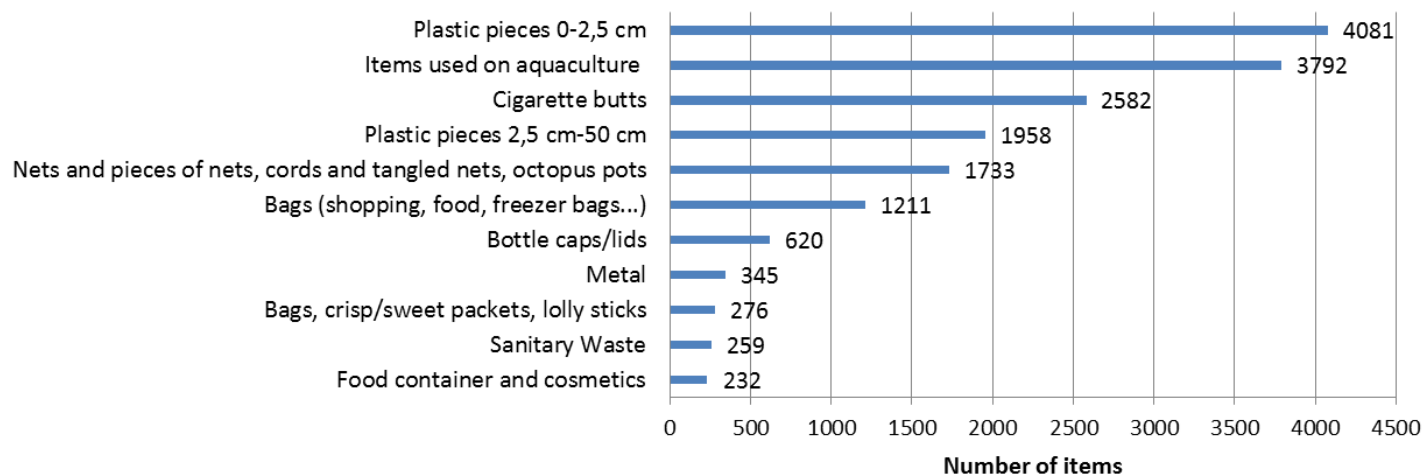 Plastic pieces 0-2,5 cm 4081
Items used on aquaculture 3792
Cigarette butts 2582
Plastic pieces 2,5 cm-50 cm 1958
Nets and pieces of nets, cords and tangled nets, octopus pots 1733
Bags (shopping, food, freezer bags...) 1211
Bottle caps/lids 620
Metal 345
Bags, crisp/sweet packets, lolly sticks 276
Sanitary Waste 259
Food container and cosmetics 232
0 500 1000 1500 2000 2500 3000 3500 4000 4500
Number of items